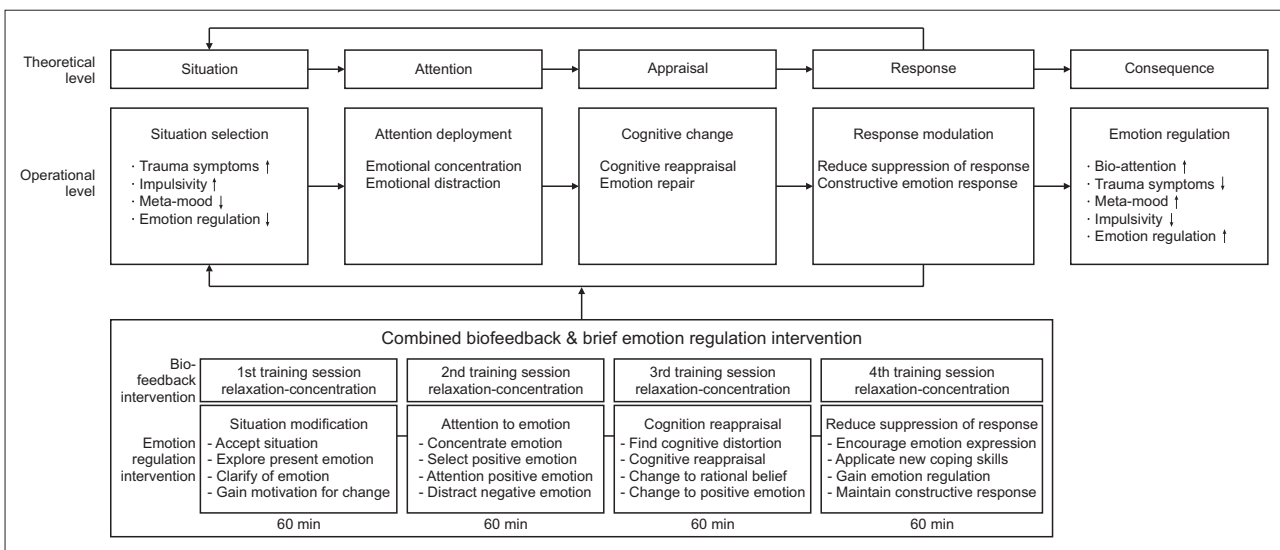 Theoretical
level
Situation
Attention
Appraisal
Response
Consequence
Operational
level
Situation selection
· Trauma symptoms ↑
· Impulsivity ↑
· Meta-mood ↓
· Emotion regulation ↓
Attention deployment
Emotional concentration
Emotional distraction
Cognitive change
Cognitive reappraisal
Emotion repair
Response modulation
Reduce suppression of response
Constructive emotion response
Emotion regulation
· Bio-attention ↑
· Trauma symptoms ↓
· Meta-mood ↑
· Impulsivity ↓
· Emotion regulation ↑
Combined biofeedback & brief emotion regulation intervention
Bio-
feedback
intervention
1st training session
relaxation-concentration
2nd training session
relaxation-concentration
3rd training session
relaxation-concentration
4th training session
relaxation-concentration
Emotion
regulation
intervention
Situation modification
- Accept situation
- Explore present emotion
- Clarify of emotion
- Gain motivation for change
Attention to emotion
- Concentrate emotion
- Select positive emotion
- Attention positive emotion
- Distract negative emotion
Cognition reappraisal
- Find cognitive distortion
- Cognitive reappraisal
- Change to rational belief
- Change to positive emotion
Reduce suppression of response
- Encourage emotion expression
- Applicate new coping skills
- Gain emotion regulation
- Maintain constructive response
60 min
60 min
60 min
60 min